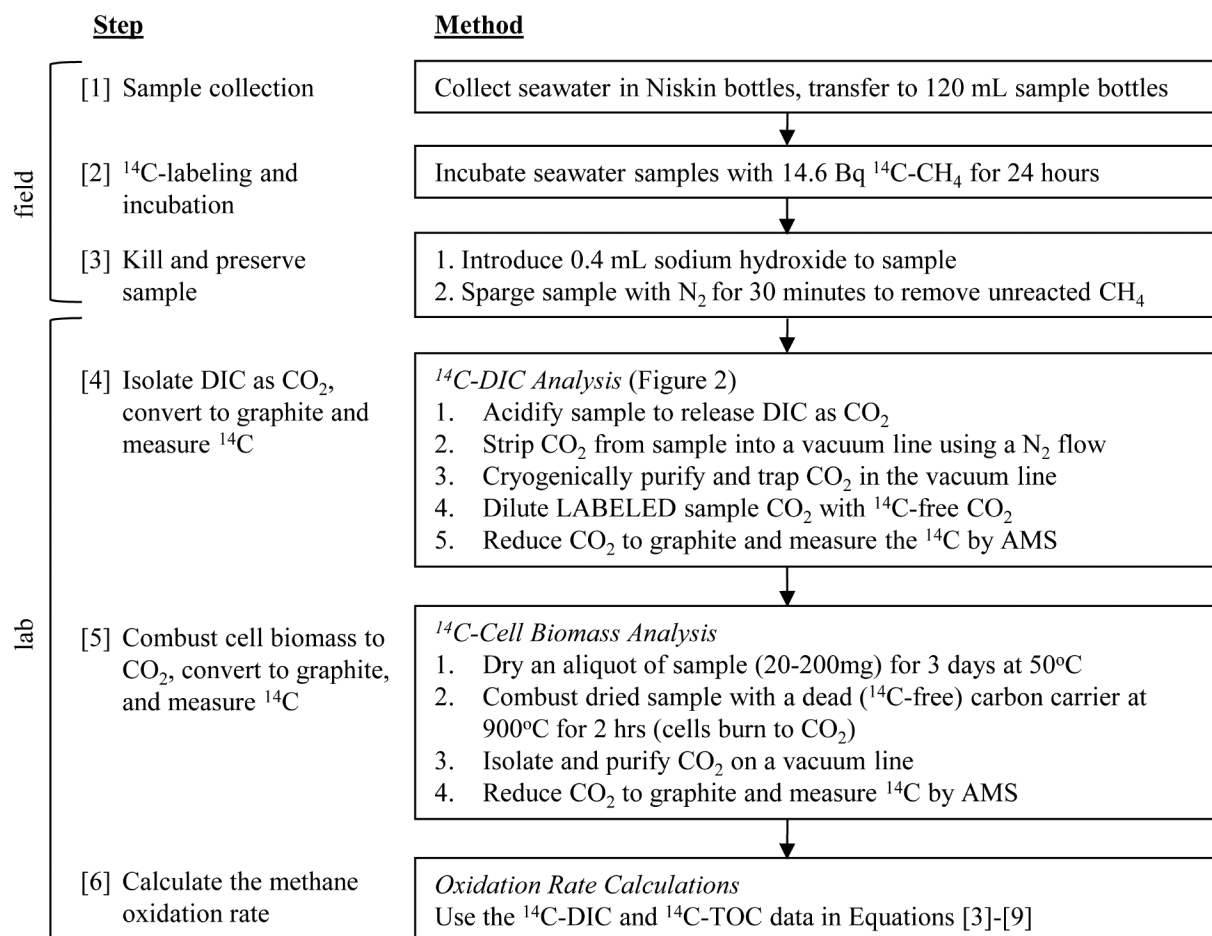 Step Method
field
[1] Sample collection
Collect seawater in Niskin bottles, transfer to 120 mL sample bottles
[2] ¹⁴C-labeling and
incubation
Incubate seawater samples with 14.6 Bq ¹⁴C-CH₄ for 24 hours
[3] Kill and preserve
sample
1. Introduce 0.4 mL sodium hydroxide to sample
2. Sparge sample with N₂ for 30 minutes to remove unreacted CH₄
lab
[4] Isolate DIC as CO₂,
convert to graphite and
measure ¹⁴C
¹⁴C-DIC Analysis (Figure 2)
1. Acidify sample to release DIC as CO₂
2. Strip CO₂ from sample into a vacuum line using a N₂ flow
3. Cryogenically purify and trap CO₂ in the vacuum line
4. Dilute LABELED sample CO₂ with ¹⁴C-free CO₂
5. Reduce CO₂ to graphite and measure the ¹⁴C by AMS
[5] Combust cell biomass to
CO₂, convert to graphite,
and measure ¹⁴C
¹⁴C-Cell Biomass Analysis
1. Dry an aliquot of sample (20-200mg) for 3 days at 50ºC
2. Combust dried sample with a dead (¹⁴C-free) carbon carrier at
900ºC for 2 hrs (cells burn to CO₂)
3. Isolate and purify CO₂ on a vacuum line
4. Reduce CO₂ to graphite and measure ¹⁴C by AMS
[6] Calculate the methane
oxidation rate
Oxidation Rate Calculations
Use the ¹⁴C-DIC and ¹⁴C-TOC data in Equations [3]-[9]